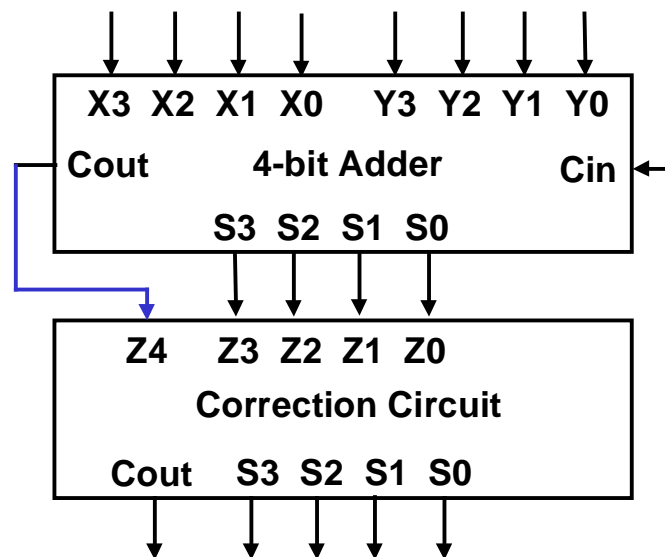 X3 X2 X1 X0 Y3 Y2 Y1 Y0
Cout 4-bit Adder Cin
S3 S2 S1 S0
Z4 Z3 Z2 Z1 Z0
Correction Circuit
Cout S3 S2 S1 S0